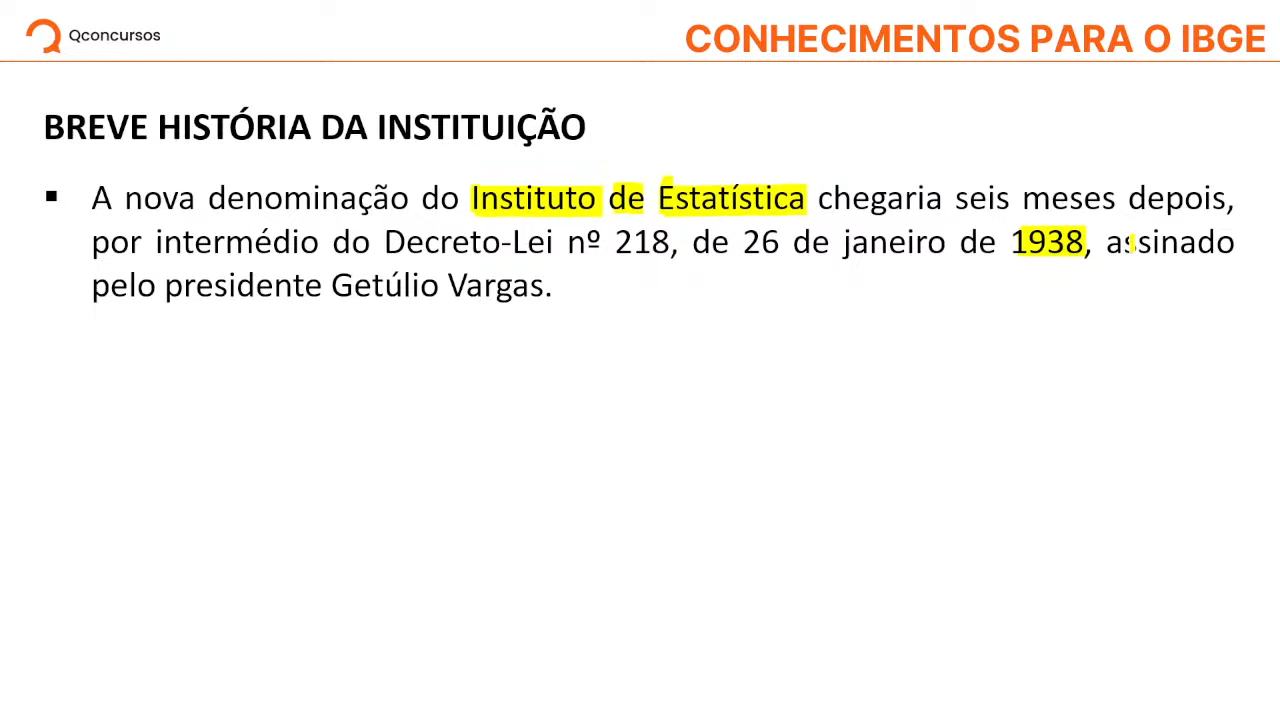 Qconcursos
CONHECIMENTOS PARA O IBGE
BREVE HISTÓRIA DA INSTITUIÇÃO
▪ A nova denominação do Instituto de Estatística chegaria seis meses depois,
por intermédio do Decreto-Lei nº 218, de 26 de janeiro de 1938, assinado
pelo presidente Getúlio Vargas.